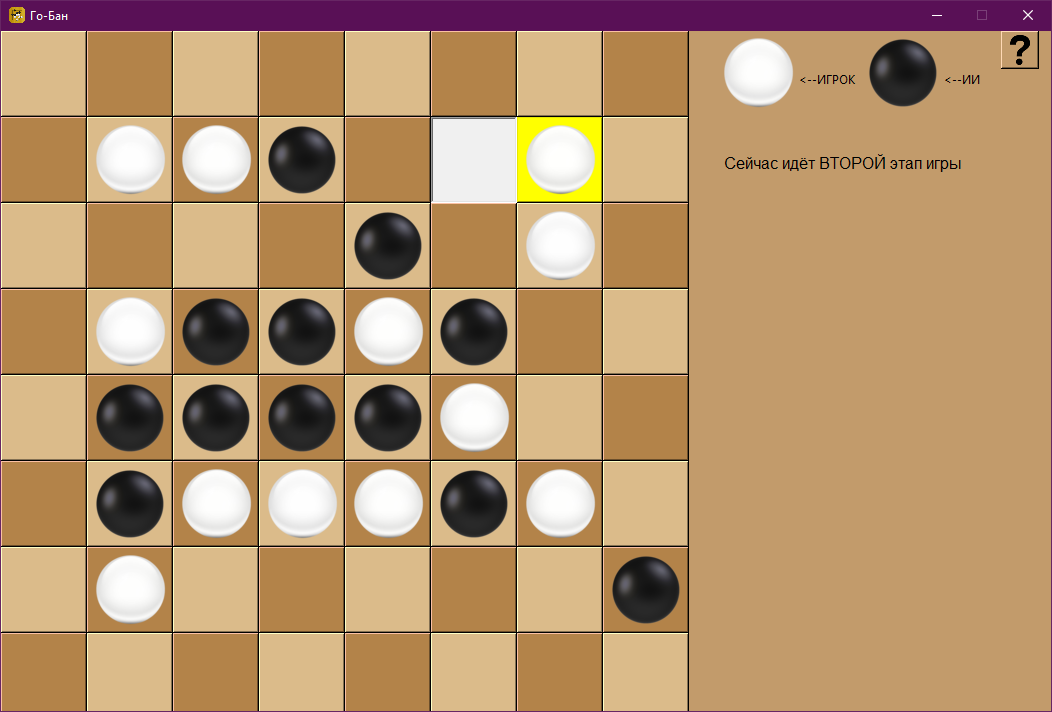 Го-Бан
?
<--ИГРОК
<--ИИ
Сейчас идёт ВТОРОЙ этап игры